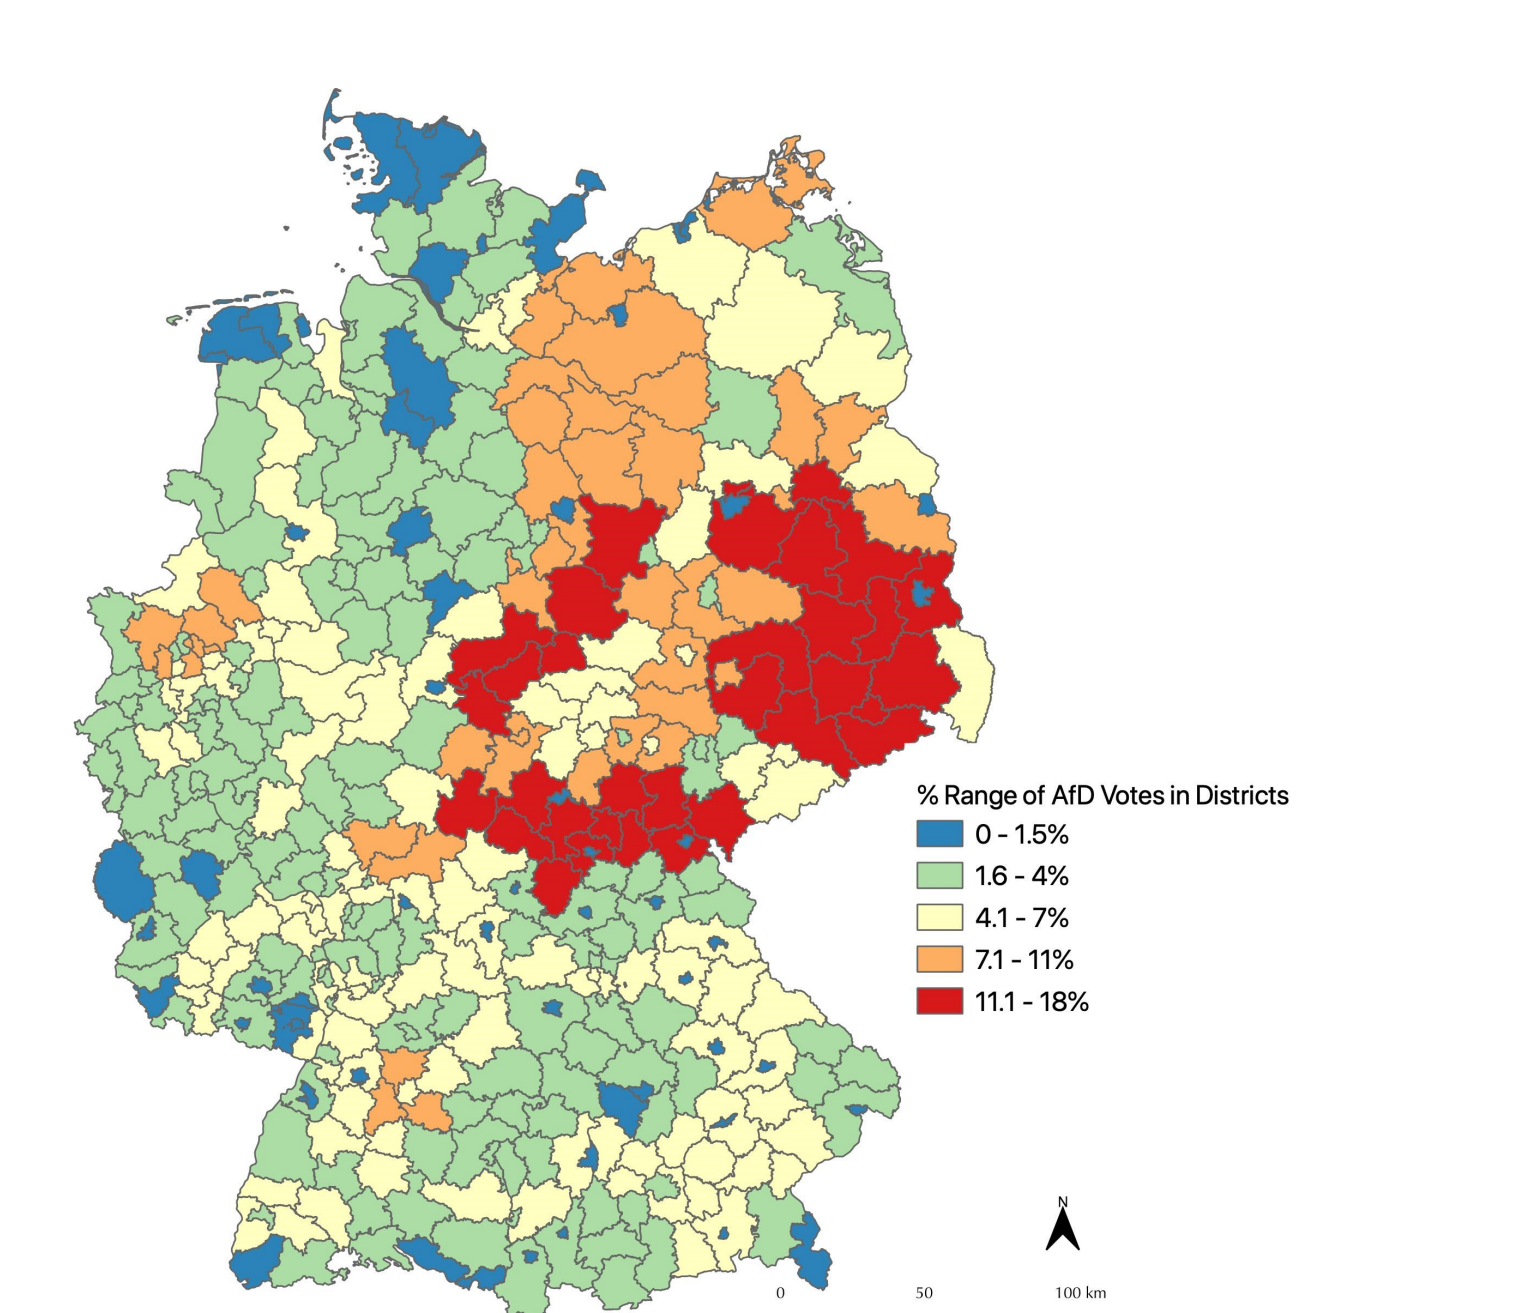 % Range of AfD Votes in Districts
0 - 1.5%
1.6 - 4%
4.1 - 7%
7.1 - 11%
11.1 - 18%
N
0 50 100 km